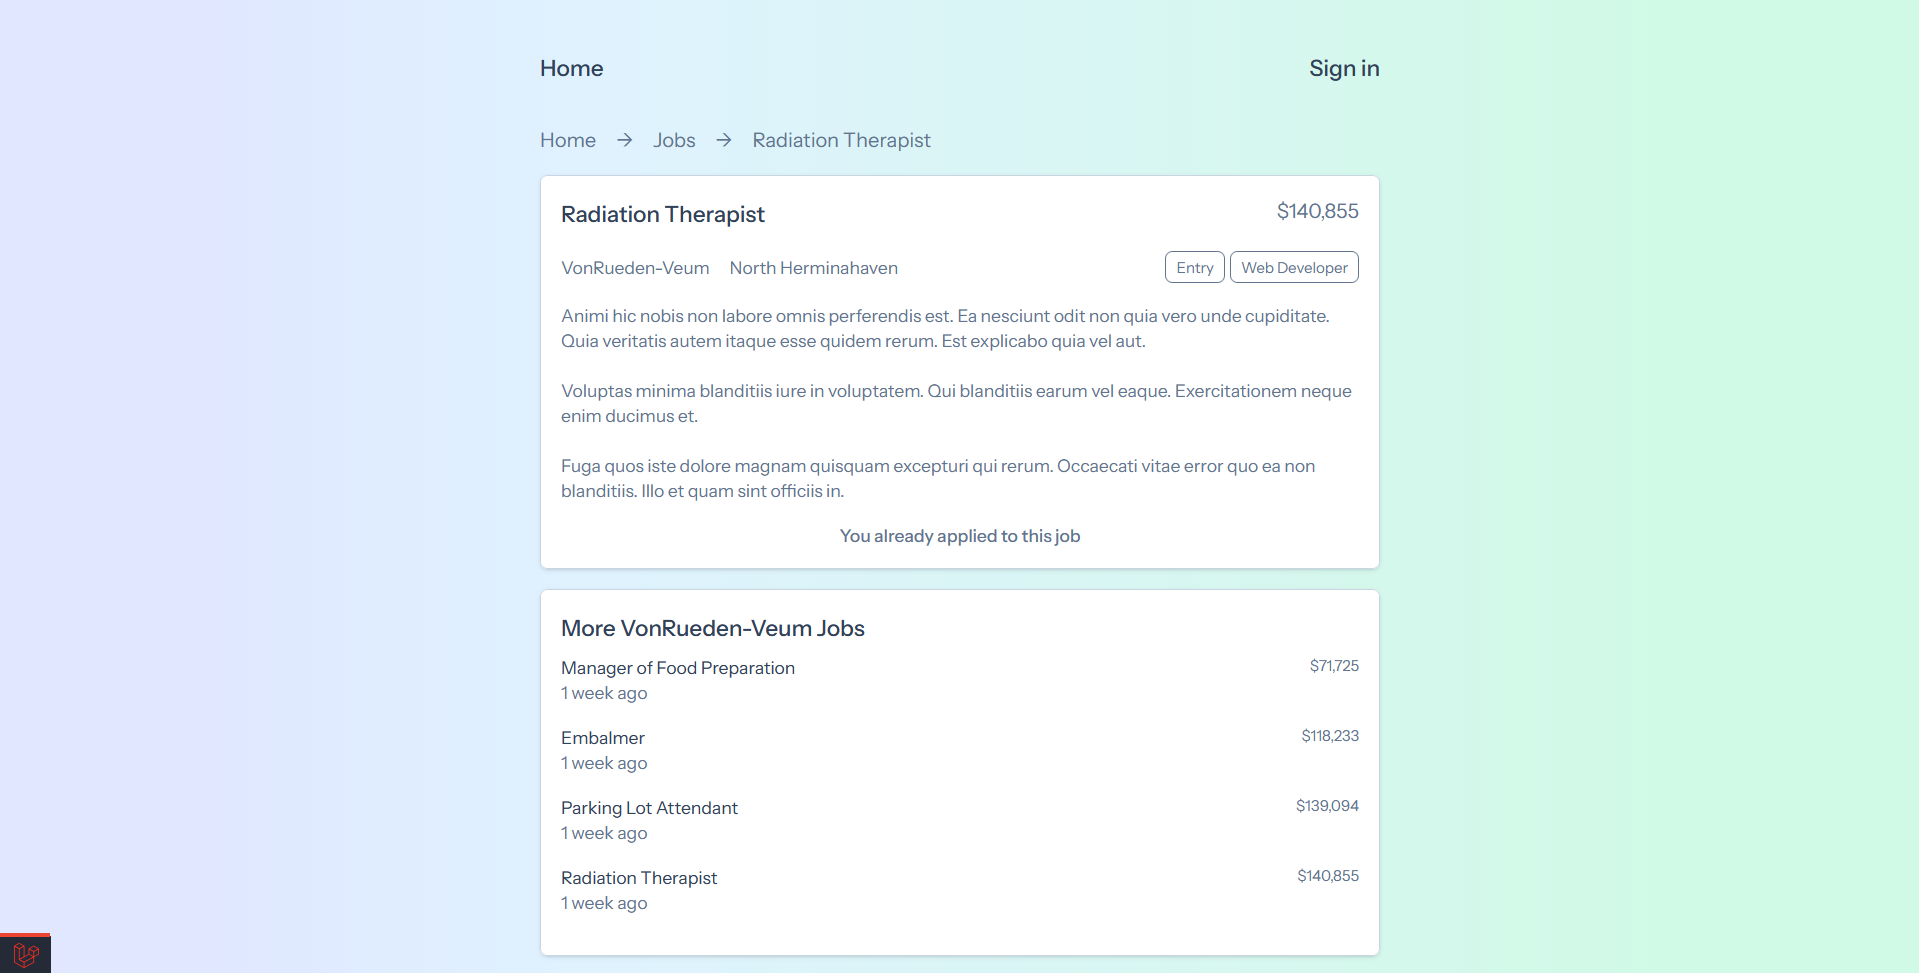 Home Sign in
Home → Jobs → Radiation Therapist
Radiation Therapist $140,855
VonRueden-Veum North Herminahaven Entry Web Developer
Animi hic nobis non labore omnis perferendis est. Ea nesciunt odit non quia vero unde cupiditate.
Quia veritatis autem itaque esse quidem rerum. Est explicabo quia vel aut.
Voluptas minima blanditiis iure in voluptatem. Qui blanditiis earum vel eaque. Exercitationem neque
enim ducimus et.
Fuga quos iste dolore magnam quisquam excepturi qui rerum. Occaecati vitae error quo ea non
blanditiis. Illo et quam sint officiis in.
You already applied to this job
More VonRueden-Veum Jobs
Manager of Food Preparation $71,725
1 week ago
Embalmer $118,233
1 week ago
Parking Lot Attendant $139,094
1 week ago
Radiation Therapist $140,855
1 week ago